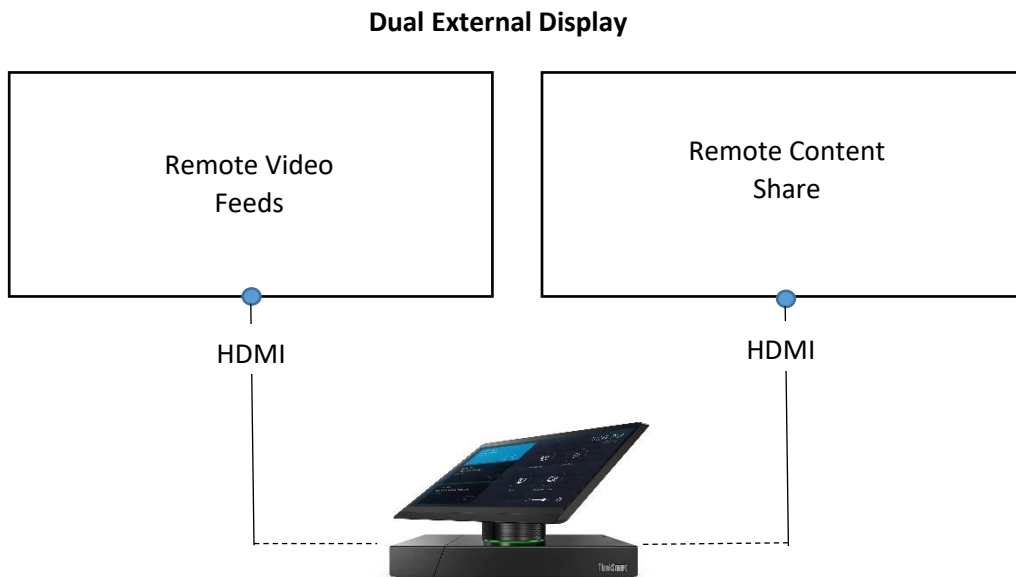 Dual External Display
Remote Video
Feeds
Remote Content
Share
HDMI
HDMI